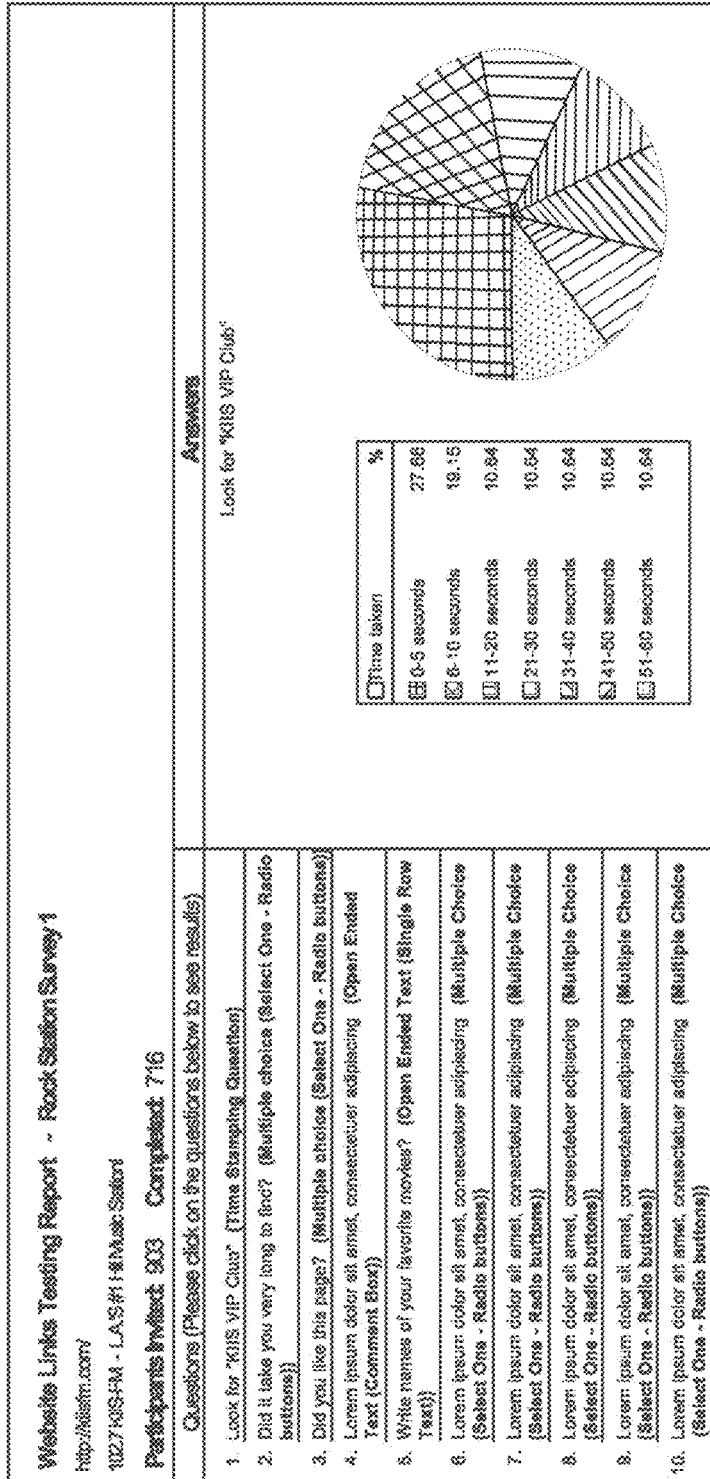 Website Links Testing Report - Rock Station Survey 1
http://kiisfm.com/
102.7 KIIS-FM - L.A.'S #1 Hit Music Station!
Participants Invited: 903 Completed: 716
Questions (Please click on the questions below to see results)
1. Look for "KIIS VIP Club" {Time Stamping Question}
2. Did it take you very long to find? {Multiple choice (Select One - Radio
buttons)}
3. Did you like this page? {Multiple choice (Select One - Radio buttons)}
4. Lorem ipsum dolor sit amet, consectetuer adipiscing {Open Ended
Text (Comment Box)}
5. Write names of your favorite movies? {Open Ended Text (Single Row
Text)}
6. Lorem ipsum dolor sit amet, consectetuer adipiscing {Multiple Choice
(Select One - Radio buttons)}
7. Lorem ipsum dolor sit amet, consectetuer adipiscing {Multiple Choice
(Select One - Radio buttons)}
8. Lorem ipsum dolor sit amet, consectetuer adipiscing {Multiple Choice
(Select One - Radio buttons)}
9. Lorem ipsum dolor sit amet, consectetuer adipiscing {Multiple Choice
(Select One - Radio buttons)}
10. Lorem ipsum dolor sit amet, consectetuer adipiscing {Multiple Choice
(Select One - Radio buttons)}
Answers
Look for "KIIS VIP Club"
Time taken %
0-5 seconds 27.66
6-10 seconds 19.15
11-20 seconds 10.64
21-30 seconds 10.64
31-40 seconds 10.64
41-50 seconds 10.64
51-60 seconds 10.64